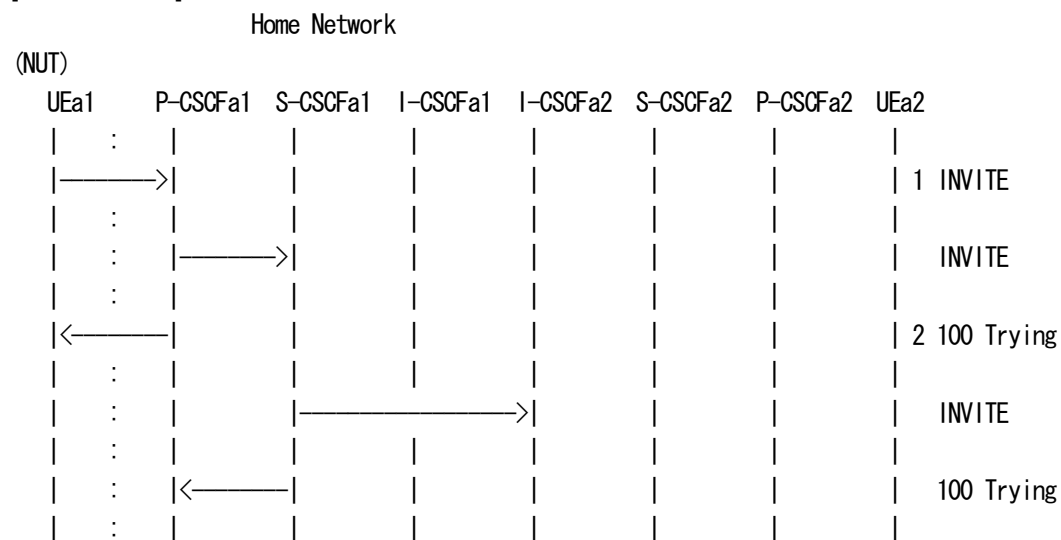 Home Network
(NUT)
UEa1 P-CSCFa1 S-CSCFa1 I-CSCFa1 I-CSCFa2 S-CSCFa2 P-CSCFa2 UEa2
| : | | | | | | |
|-------->| | | | | | | 1 INVITE
| : | | | | | | |
| : |-------->| | | | | | INVITE
| : | | | | | | |
|<--------| | | | | | | 2 100 Trying
| : | | | | | | |
| : | |------------------>| | | | INVITE
| : | | | | | | |
| : |<--------| | | | | | 100 Trying
| : | | | | | | |